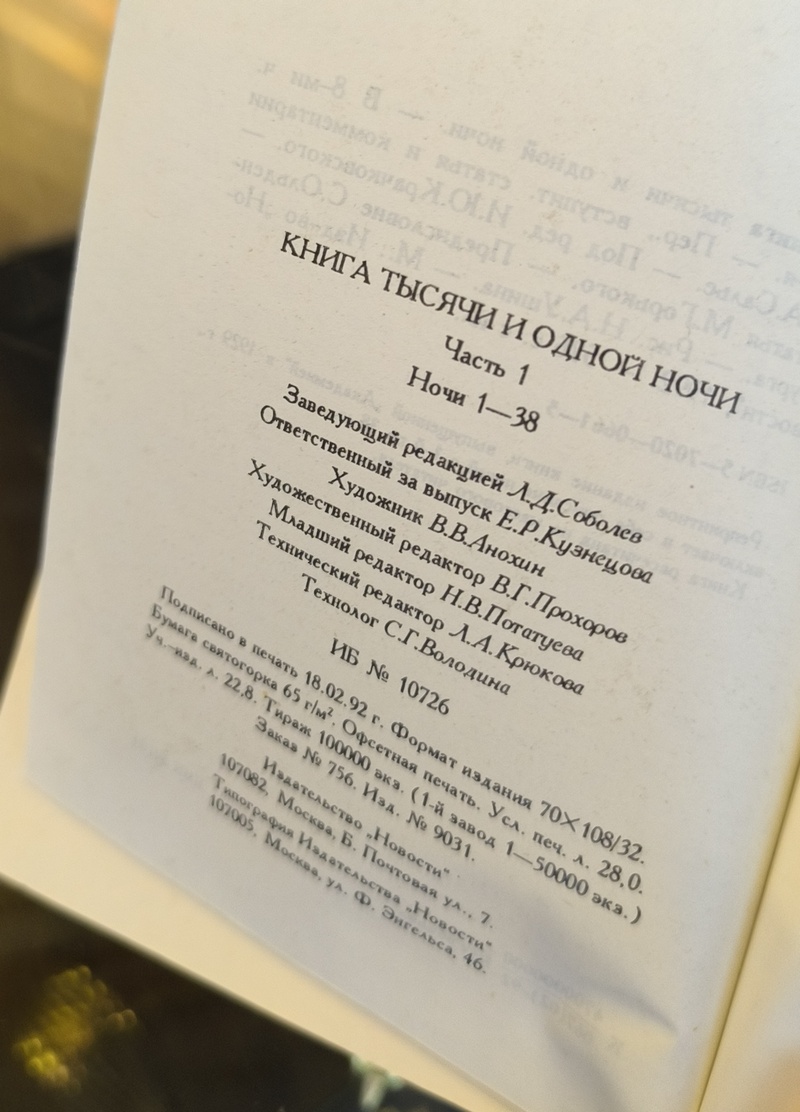 КНИГА ТЫСЯЧИ И ОДНОЙ НОЧИ
Часть 1
Ночи 1—38
Заведующий редакцией Л.Д.Соболев
Ответственный за выпуск Е.Р.Кузнецова
Художник В.В.Анохин
Художественный редактор В.Г.Прохоров
Младший редактор Н.В.Потатуева
Технический редактор Л.А.Крюкова
Технолог С.Г.Володина
ИБ № 10726
Подписано в печать 18.02.92 г. Формат издания 70×108/32.
Бумага святогорка 65 г/м². Офсетная печать. Усл. печ. л. 28,0.
Уч.-изд. л. 22,8. Тираж 100000 экз. (1-й завод 1—50000 экз.)
Заказ № 756. Изд. № 9031.
Издательство „Новости"
107082, Москва, Б. Почтовая ул., 7.
Типография Издательства „Новости"
107005, Москва, ул. Ф. Энгельса, 46.